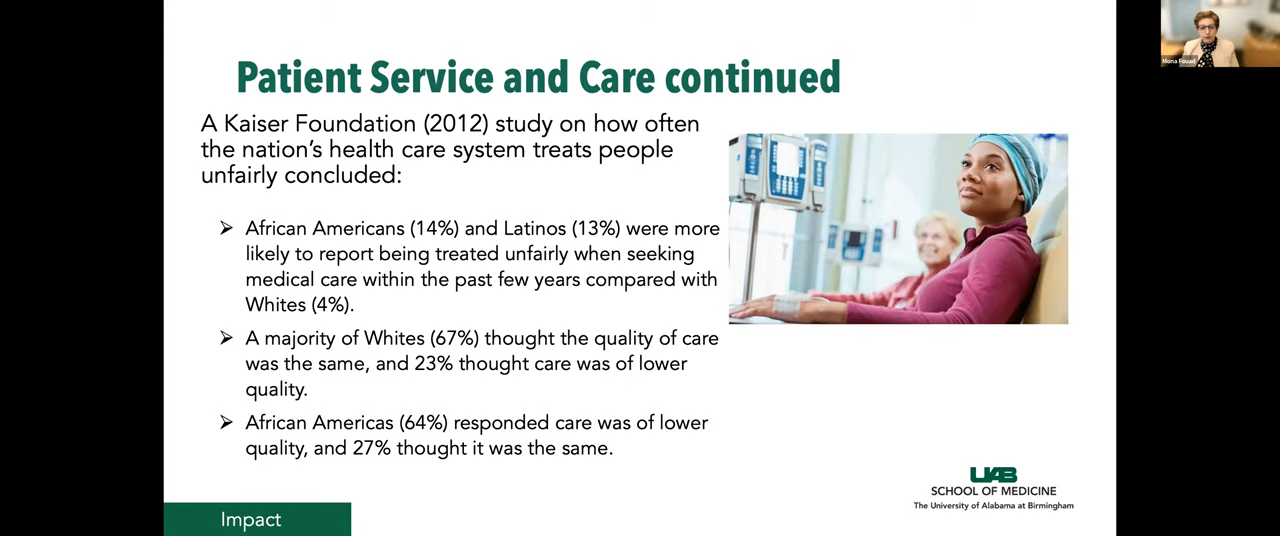 Patient Service and Care continued
A Kaiser Foundation (2012) study on how often
the nation's health care system treats people
unfairly concluded:
African Americans (14%) and Latinos (13%) were more
likely to report being treated unfairly when seeking
medical care within the past few years compared with
Whites (4%).
A majority of Whites (67%) thought the quality of care
was the same, and 23% thought care was of lower
quality.
African Americas (64%) responded care was of lower
quality, and 27% thought it was the same.
Impact
UAB
SCHOOL OF MEDICINE
The University of Alabama at Birmingham
Mona Fouad